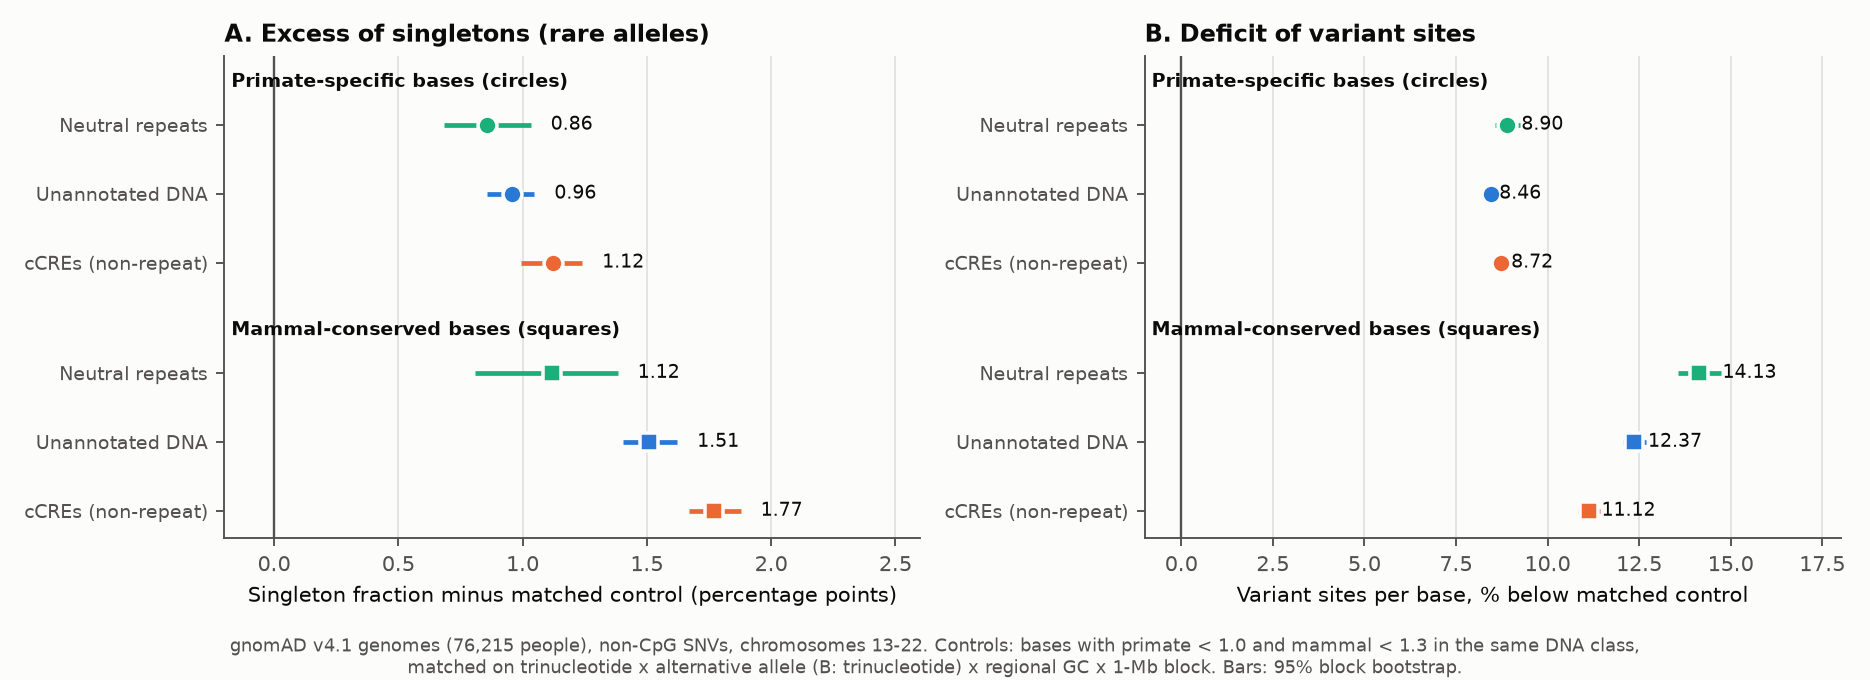 A. Excess of singletons (rare alleles)
Primate-specific bases (circles)
Neutral repeats
0.86
Unannotated DNA
0.96
cCREs (non-repeat)
1.12
Mammal-conserved bases (squares)
Neutral repeats
1.12
Unannotated DNA
1.51
cCREs (non-repeat)
1.77
0.0 0.5 1.0 1.5 2.0 2.5
Singleton fraction minus matched control (percentage points)
B. Deficit of variant sites
Primate-specific bases (circles)
Neutral repeats
8.90
Unannotated DNA
8.46
cCREs (non-repeat)
8.72
Mammal-conserved bases (squares)
Neutral repeats
14.13
Unannotated DNA
12.37
cCREs (non-repeat)
11.12
0.0 2.5 5.0 7.5 10.0 12.5 15.0 17.5
Variant sites per base, % below matched control
gnomAD v4.1 genomes (76,215 people), non-CpG SNVs, chromosomes 13-22. Controls: bases with primate < 1.0 and mammal < 1.3 in the same DNA class,
matched on trinucleotide x alternative allele (B: trinucleotide) x regional GC x 1-Mb block. Bars: 95% block bootstrap.